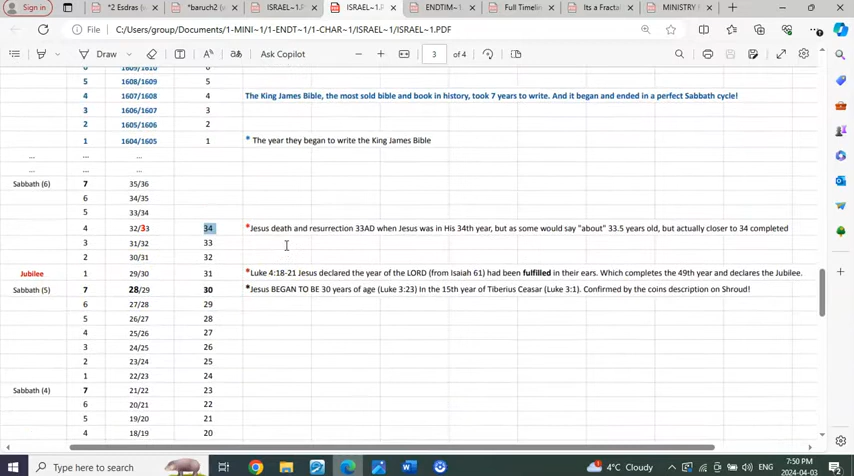 Sign in
*2 Esdras (
*baruch2 (
ISRAEL~1.P
ISRAEL~1.P
ENDTIM~1
Full Timelin
Its a Fractal
MINISTRY
File C:/Users/group/Documents/1-MINI~1/1-ENDT~1/1-CHAR~1/ISRAEL~1/ISRAEL~1.PDF
Draw Ask Copilot 3 of 4
6 1609/1610 6
5 1608/1609 5
4 1607/1608 4 The King James Bible, the most sold bible and book in history, took 7 years to write. And it began and ended in a perfect Sabbath cycle!
3 1606/1607 3
2 1605/1606 2
1 1604/1605 1 * The year they began to write the King James Bible
... ... ...
... ... ...
Sabbath (6) 7 35/36
6 34/35
5 33/34
4 32/33 34 *Jesus death and resurrection 33AD when Jesus was in His 34th year, but as some would say "about" 33.5 years old, but actually closer to 34 completed
3 31/32 33
2 30/31 32
Jubilee 1 29/30 31 *Luke 4:18-21 Jesus declared the year of the LORD (from Isaiah 61) had been fulfilled in their ears. Which completes the 49th year and declares the Jubilee.
Sabbath (5) 7 28/29 30 *Jesus BEGAN TO BE 30 years of age (Luke 3:23) In the 15th year of Tiberius Ceasar (Luke 3:1). Confirmed by the coins description on Shroud!
6 27/28 29
5 26/27 28
4 25/26 27
3 24/25 26
2 23/24 25
1 22/23 24
Sabbath (4) 7 21/22 23
6 20/21 22
5 19/20 21
4 18/19 20
Type here to search
4°C Cloudy
7:50 PM
2024-04-03